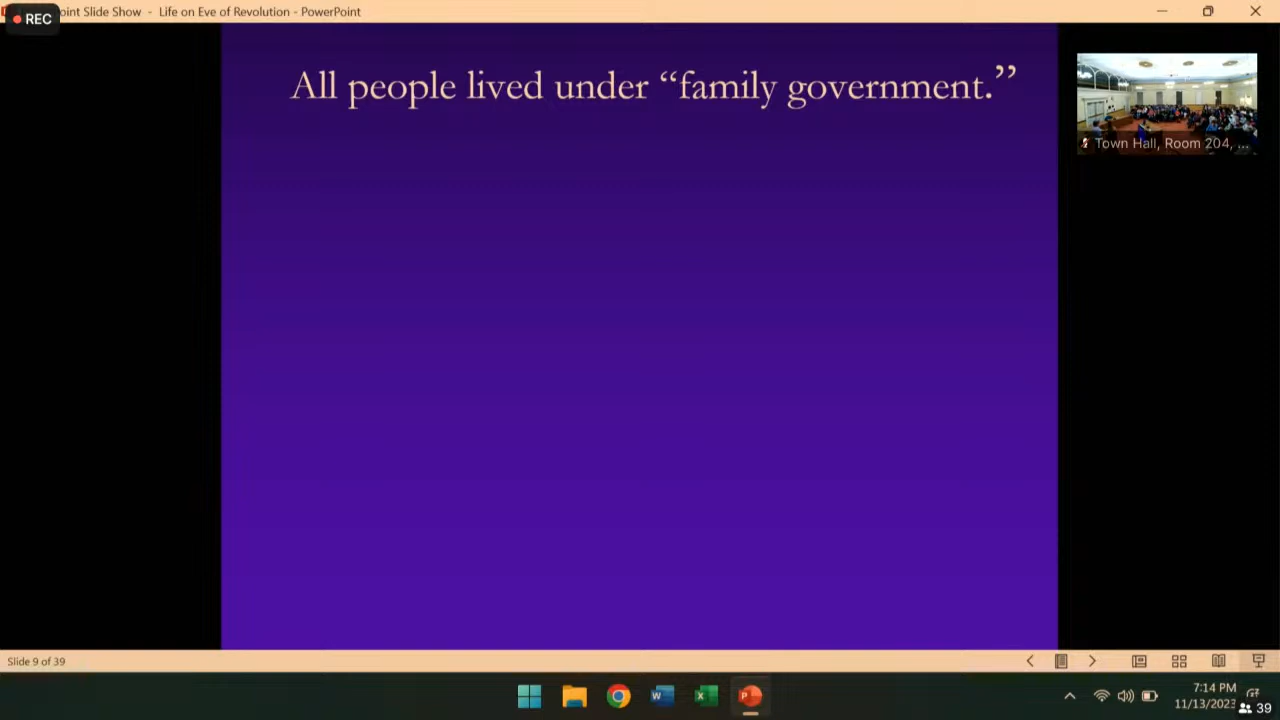 REC
oint Slide Show - Life on Eve of Revolution - PowerPoint
All people lived under “family government.”
Town Hall, Room 204, ...
Slide 9 of 39
7:14 PM
11/13/2023
39